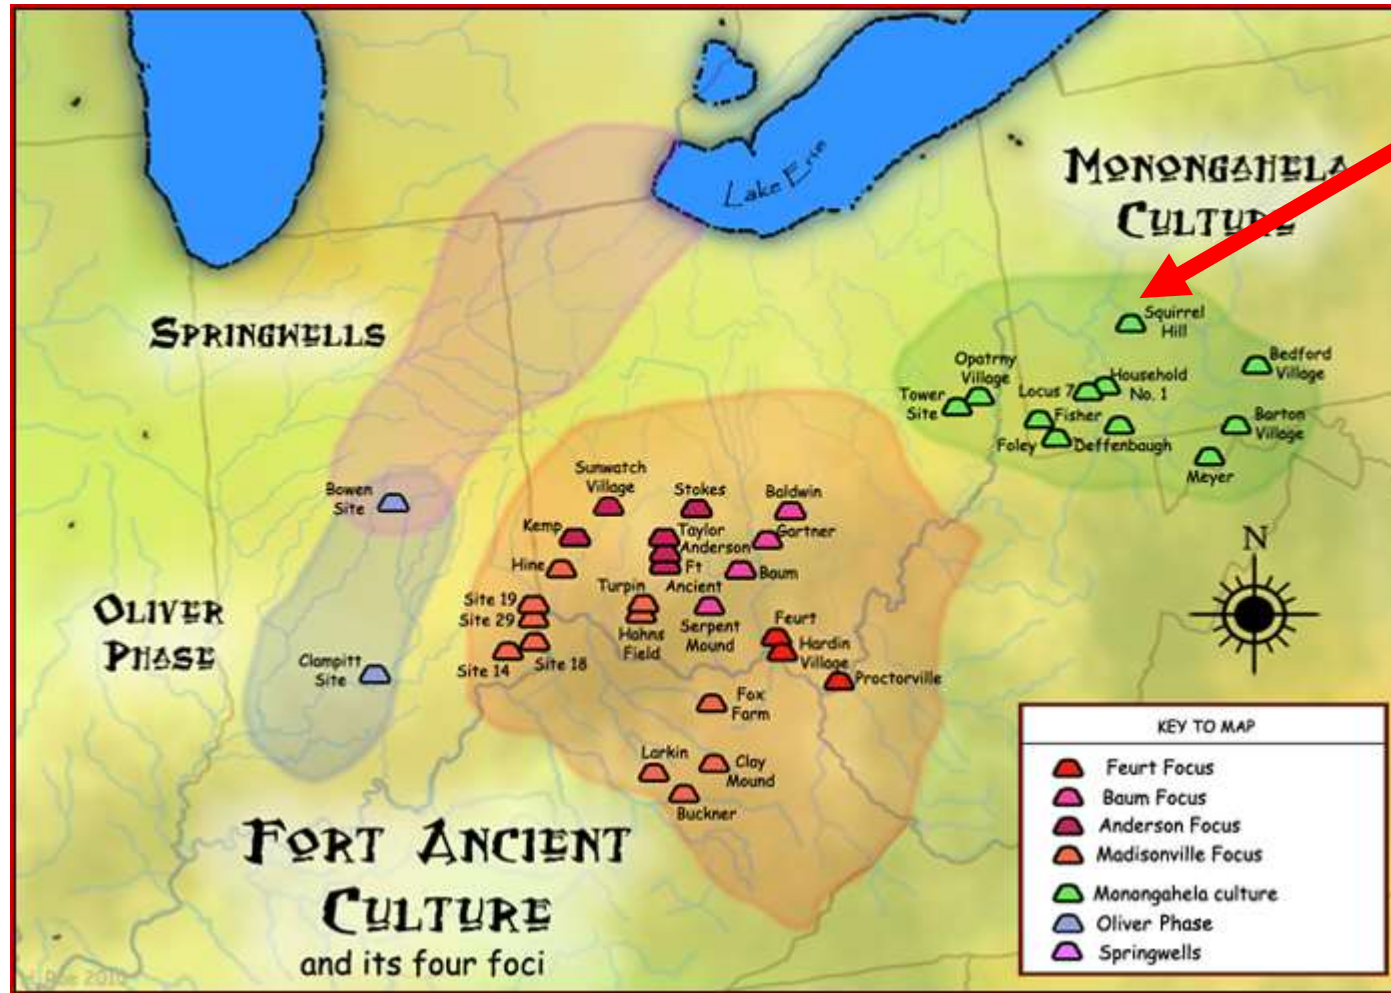 Lake Erie
MONONGAHELA
CULTURE
SPRINGWELLS
Squirrel
Hill
Opatrny
Village
Bedford
Village
Tower
Site
Locus 7
Household
No. 1
Fisher
Barton
Village
Foley
Deffenbaugh
Meyer
Bowen
Site
Sunwatch
Village
Stokes
Baldwin
Kemp
Taylor
Gartner
Anderson
Hine
Ft
Ancient
Baum
N
OLIVER
PHASE
Site 19
Turpin
Site 29
Hahns
Field
Serpent
Mound
Feurt
Hardin
Village
Site 14
Site 18
Clampitt
Site
Proctorville
Fox
Farm
Larkin
Clay
Mound
Buckner
FORT ANCIENT
CULTURE
and its four foci
KEY TO MAP
Feurt Focus
Baum Focus
Anderson Focus
Madisonville Focus
Monongahela culture
Oliver Phase
Springwells